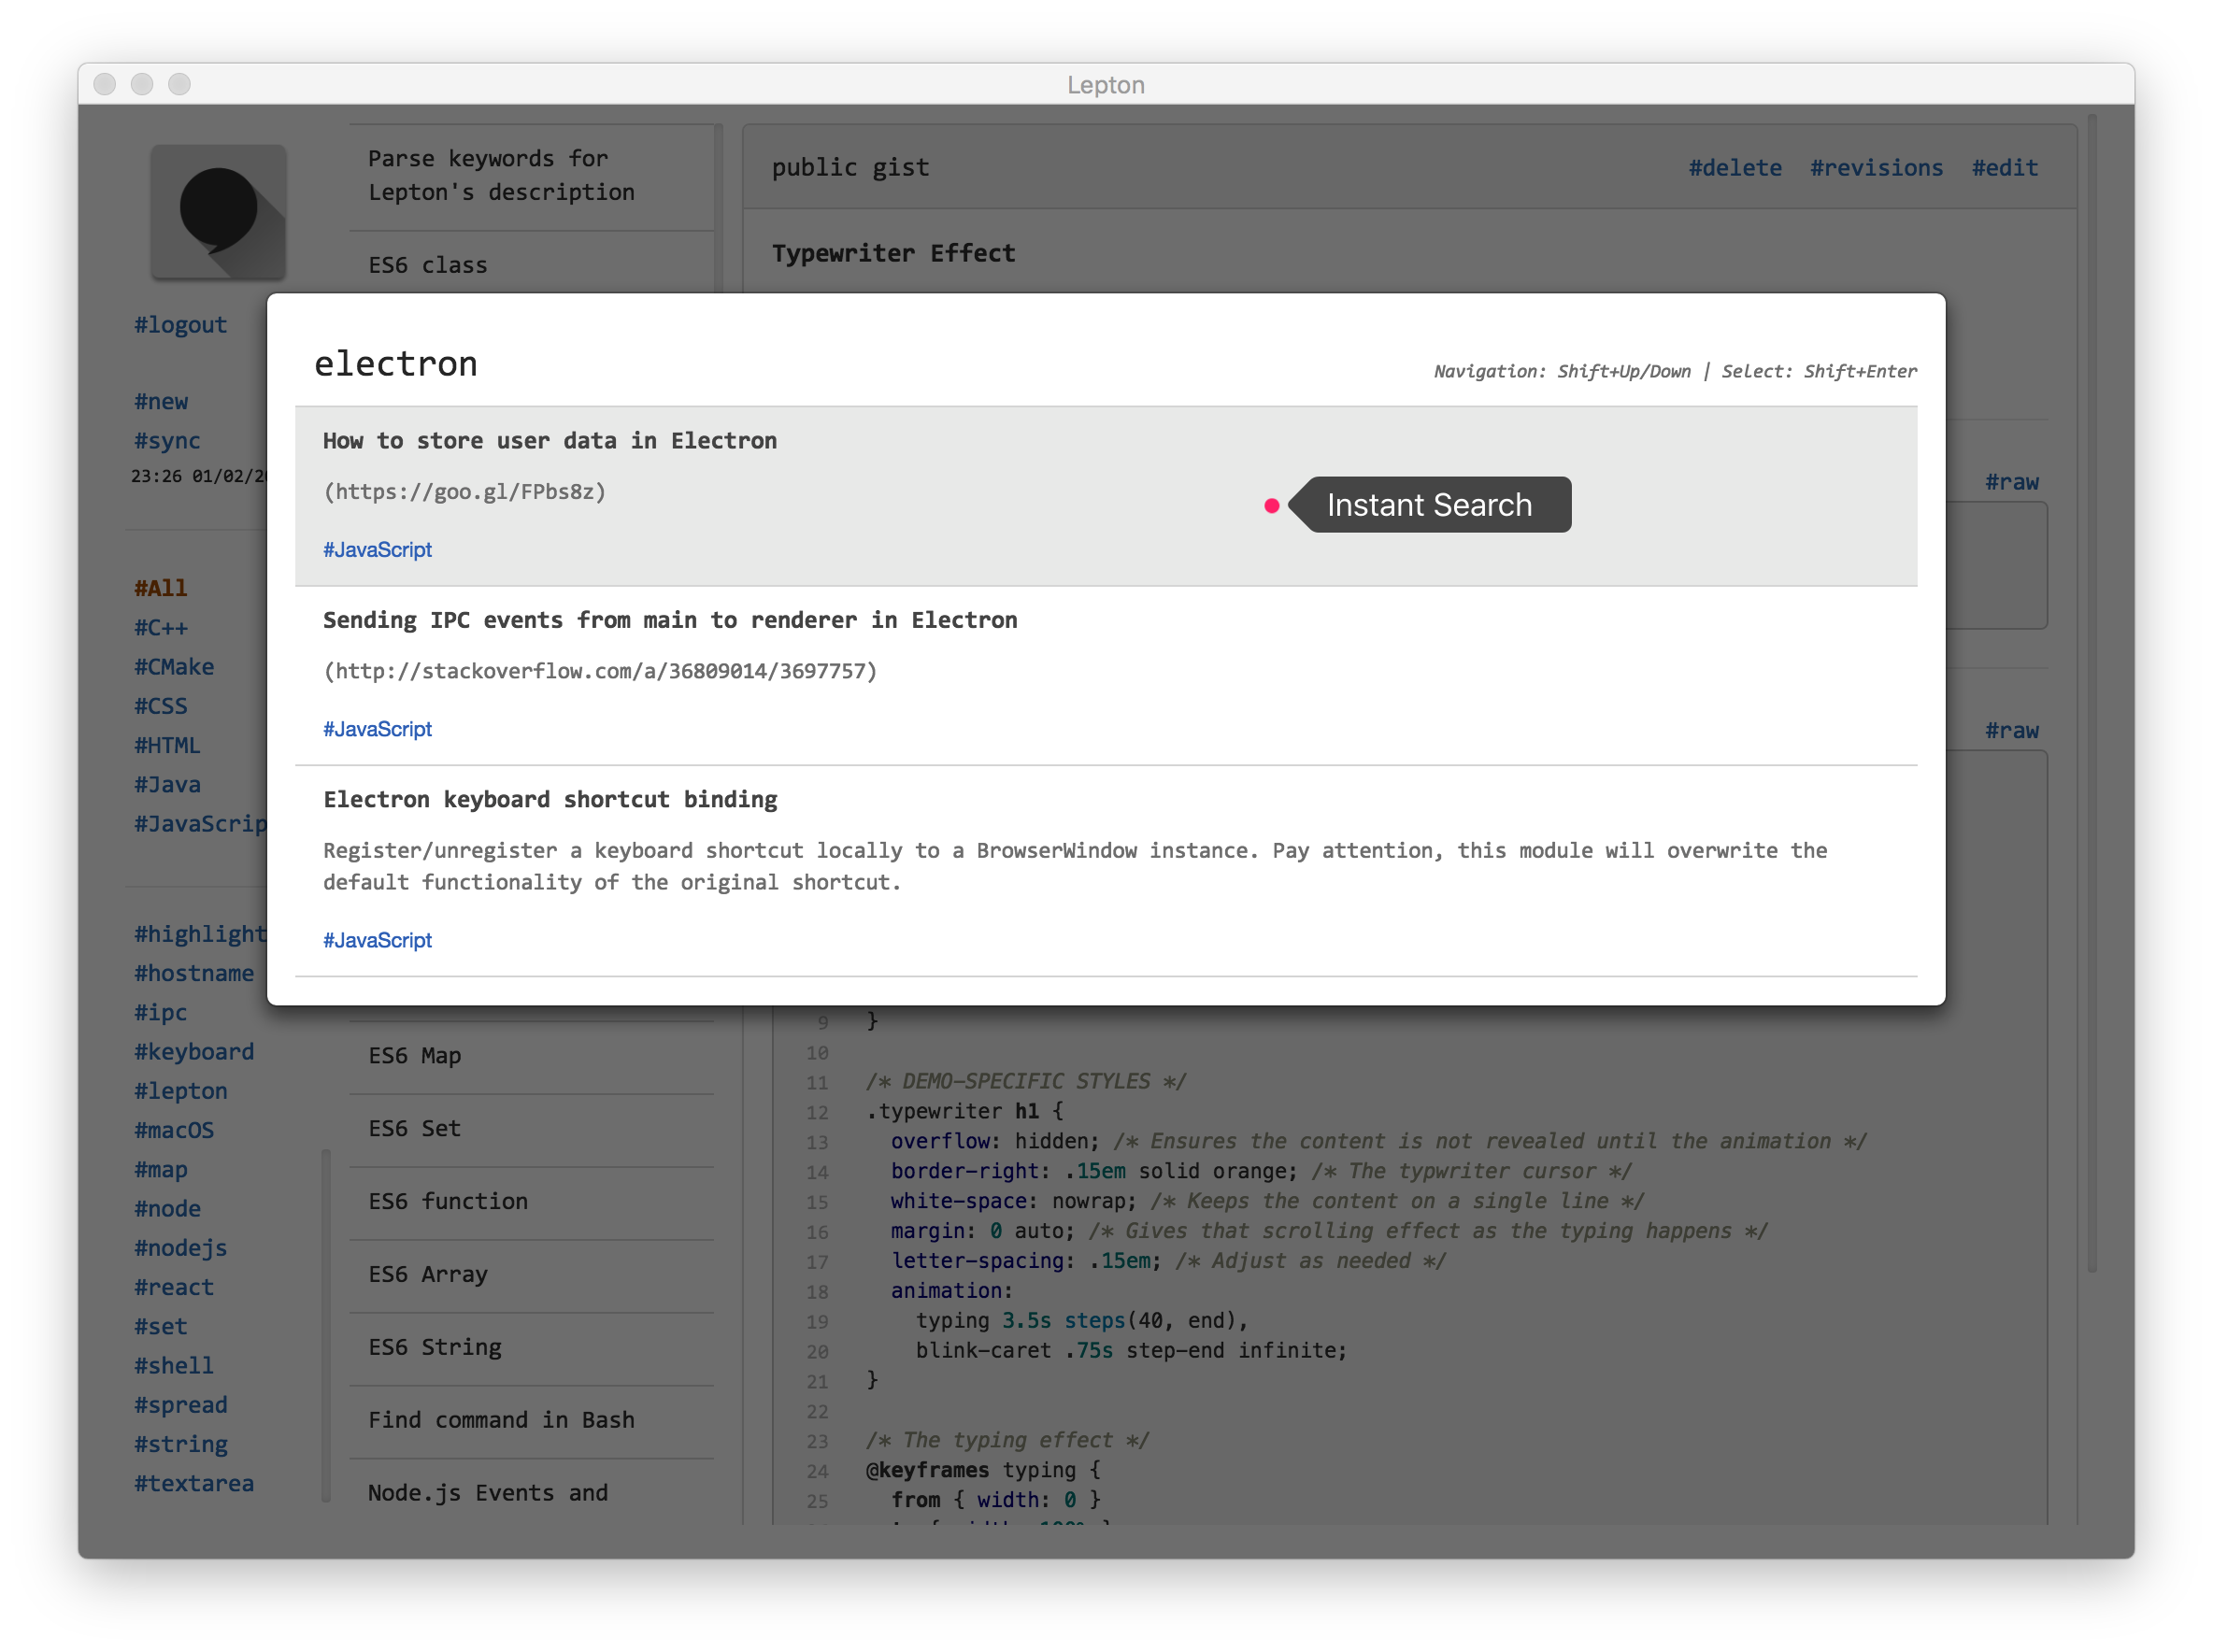 Lepton
#logout
#new
#sync
23:26 01/02/2
#All
#C++
#CMake
#CSS
#HTML
#Java
#JavaScrip
#highlight
#hostname
#ipc
#keyboard
#lepton
#macOS
#map
#node
#nodejs
#react
#set
#shell
#spread
#string
#textarea
Parse keywords for
Lepton's description
ES6 class
ES6 Map
ES6 Set
ES6 function
ES6 Array
ES6 String
Find command in Bash
Node.js Events and
public gist
#delete #revisions #edit
Typewriter Effect
#raw
#raw
electron
Navigation: Shift+Up/Down | Select: Shift+Enter
How to store user data in Electron
(https://goo.gl/FPbs8z)
Instant Search
#JavaScript
Sending IPC events from main to renderer in Electron
(http://stackoverflow.com/a/36809014/3697757)
#JavaScript
Electron keyboard shortcut binding
Register/unregister a keyboard shortcut locally to a BrowserWindow instance. Pay attention, this module will overwrite the
default functionality of the original shortcut.
#JavaScript
9 }
10
11 /* DEMO-SPECIFIC STYLES */
12 .typewriter h1 {
13 overflow: hidden; /* Ensures the content is not revealed until the animation */
14 border-right: .15em solid orange; /* The typwriter cursor */
15 white-space: nowrap; /* Keeps the content on a single line */
16 margin: 0 auto; /* Gives that scrolling effect as the typing happens */
17 letter-spacing: .15em; /* Adjust as needed */
18 animation:
19 typing 3.5s steps(40, end),
20 blink-caret .75s step-end infinite;
21 }
22
23 /* The typing effect */
24 @keyframes typing {
25 from { width: 0 }